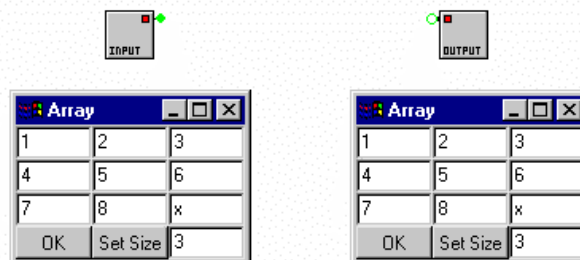 INPUT OUTPUT
Array Array
1 2 3 1 2 3
4 5 6 4 5 6
7 8 x 7 8 x
OK Set Size 3 OK Set Size 3